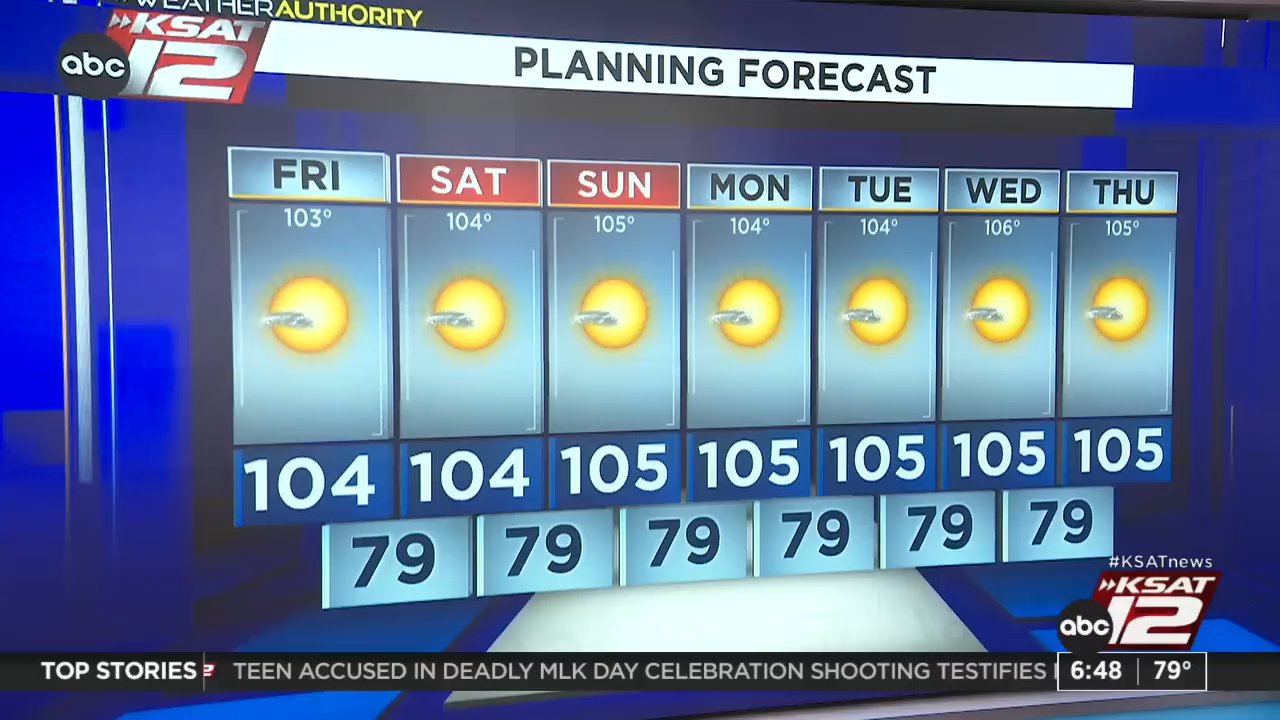 WEATHERAUTHORITY
KSAT
abc 12
PLANNING FORECAST
FRI SAT SUN MON TUE WED THU
103° 104° 105° 104° 104° 106° 105°
104 104 105 105 105 105 105
79 79 79 79 79 79
#KSATnews
KSAT
abc 12
TOP STORIES TEEN ACCUSED IN DEADLY MLK DAY CELEBRATION SHOOTING TESTIFIES 6:48 79°